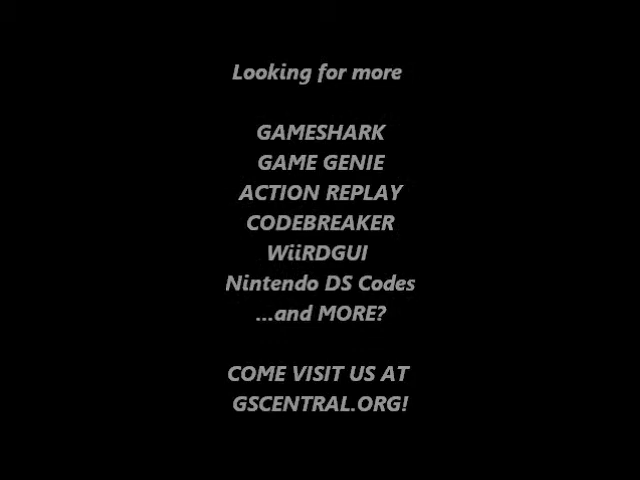 Looking for more
GAMESHARK
GAME GENIE
ACTION REPLAY
CODEBREAKER
WiiRDGUI
Nintendo DS Codes
...and MORE?
COME VISIT US AT
GSCENTRAL.ORG!